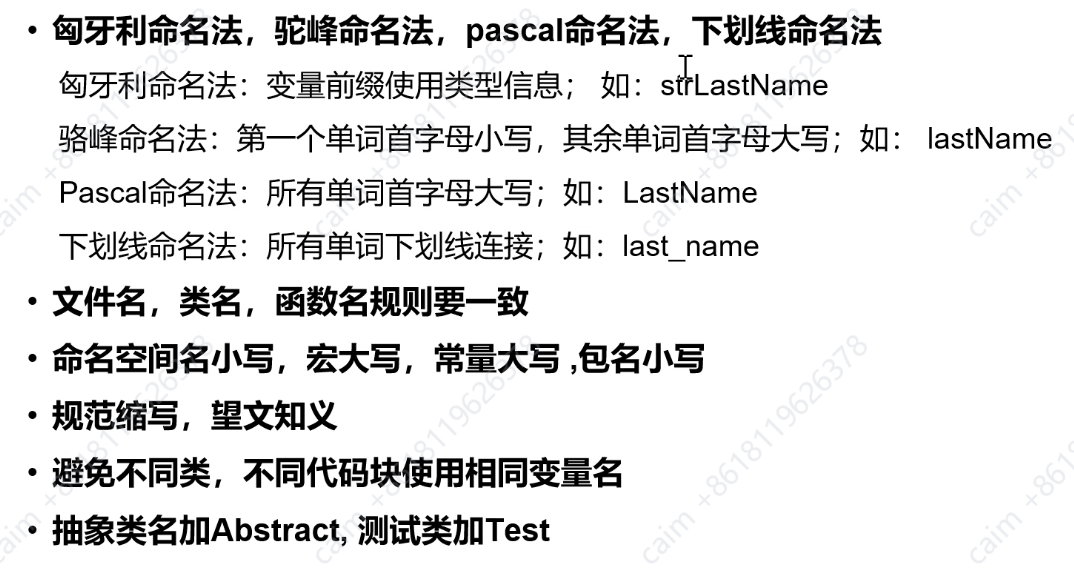 • 匈牙利命名法，驼峰命名法，pascal命名法，下划线命名法
匈牙利命名法：变量前缀使用类型信息； 如：strLastName
骆峰命名法：第一个单词首字母小写，其余单词首字母大写；如： lastName
Pascal命名法：所有单词首字母大写；如：LastName
下划线命名法：所有单词下划线连接；如：last_name
• 文件名，类名，函数名规则要一致
• 命名空间名小写，宏大写，常量大写 ,包名小写
• 规范缩写，望文知义
• 避免不同类，不同代码块使用相同变量名
• 抽象类名加Abstract, 测试类加Test
caim +8618119626378